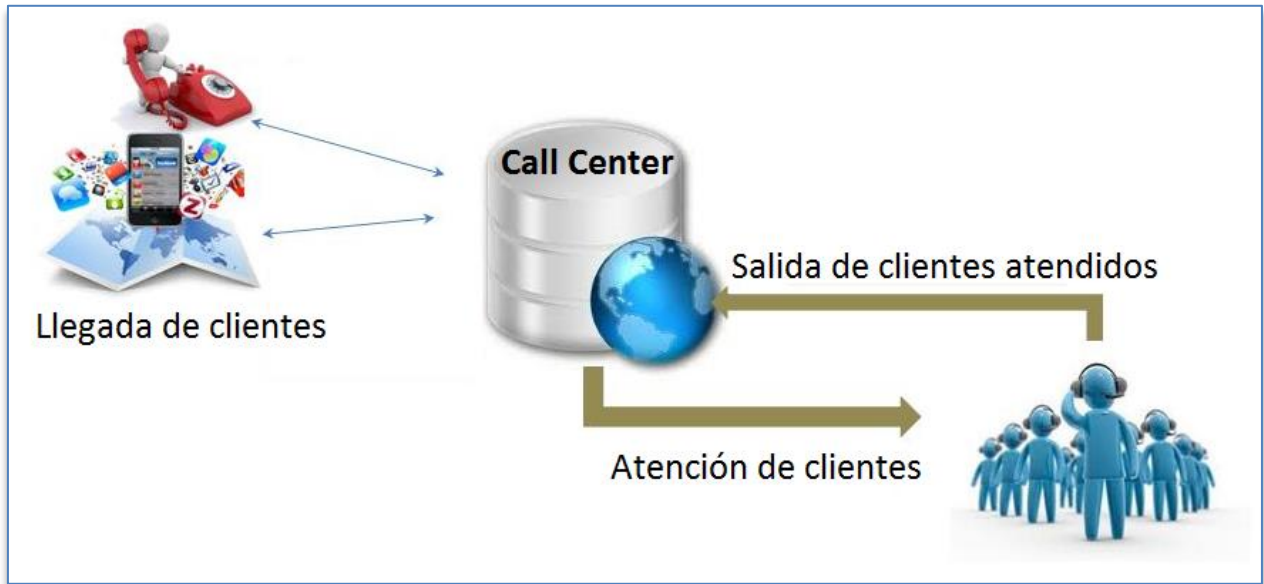 Call Center
Salida de clientes atendidos
Llegada de clientes
Atención de clientes